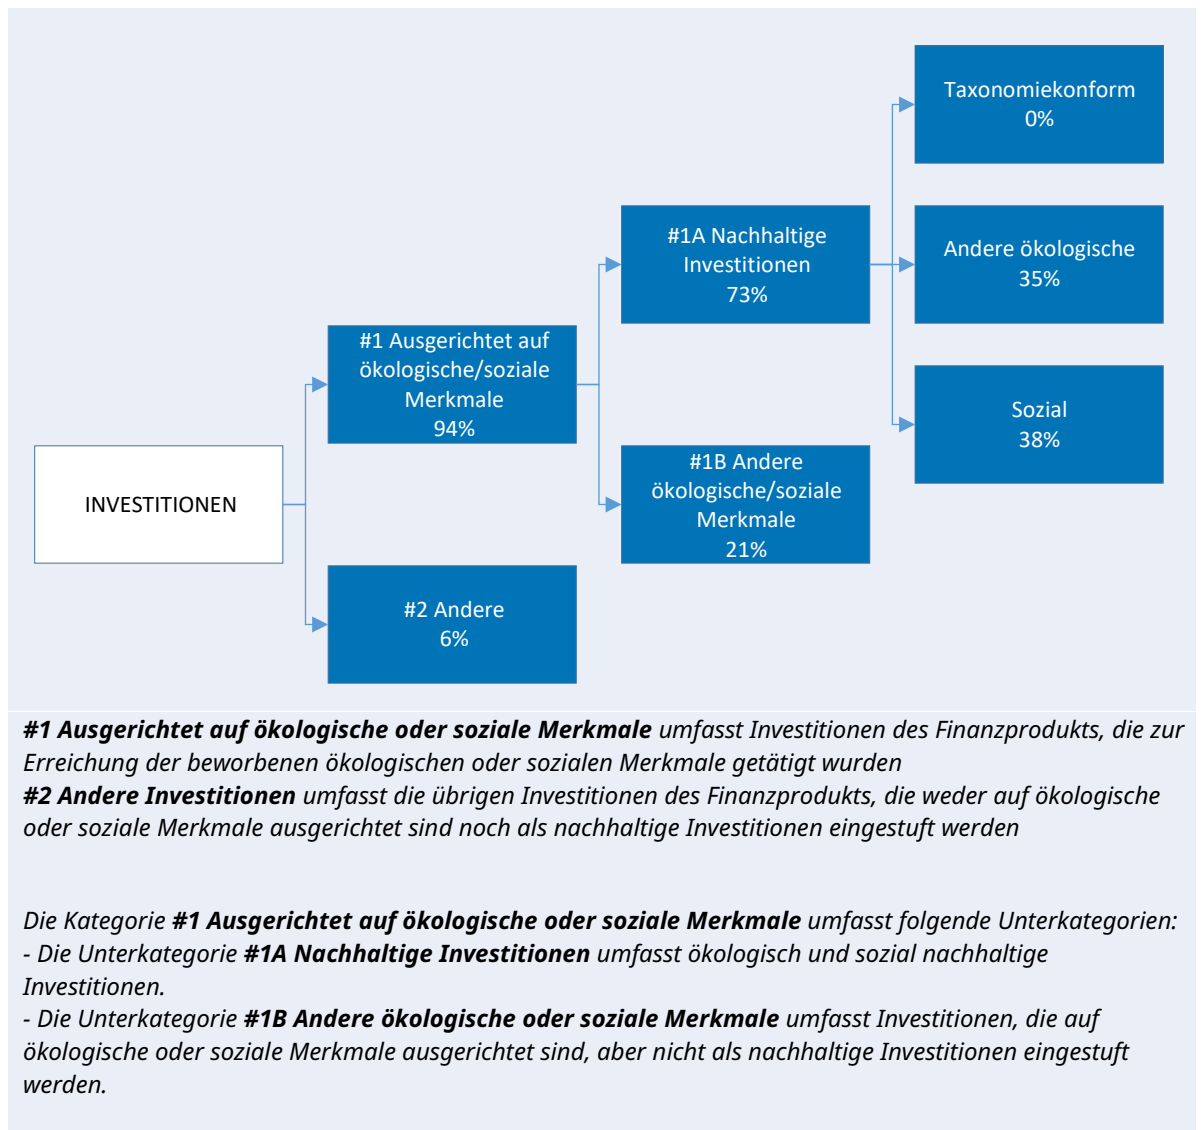 Taxonomiekonform
0%
#1A Nachhaltige
Investitionen
73%
Andere ökologische
35%
#1 Ausgerichtet auf
ökologische/soziale
Merkmale
94%
Sozial
38%
INVESTITIONEN
#1B Andere
ökologische/soziale
Merkmale
21%
#2 Andere
6%
#1 Ausgerichtet auf ökologische oder soziale Merkmale umfasst Investitionen des Finanzprodukts, die zur
Erreichung der beworbenen ökologischen oder sozialen Merkmale getätigt wurden
#2 Andere Investitionen umfasst die übrigen Investitionen des Finanzprodukts, die weder auf ökologische
oder soziale Merkmale ausgerichtet sind noch als nachhaltige Investitionen eingestuft werden
Die Kategorie #1 Ausgerichtet auf ökologische oder soziale Merkmale umfasst folgende Unterkategorien:
- Die Unterkategorie #1A Nachhaltige Investitionen umfasst ökologisch und sozial nachhaltige
Investitionen.
- Die Unterkategorie #1B Andere ökologische oder soziale Merkmale umfasst Investitionen, die auf
ökologische oder soziale Merkmale ausgerichtet sind, aber nicht als nachhaltige Investitionen eingestuft
werden.